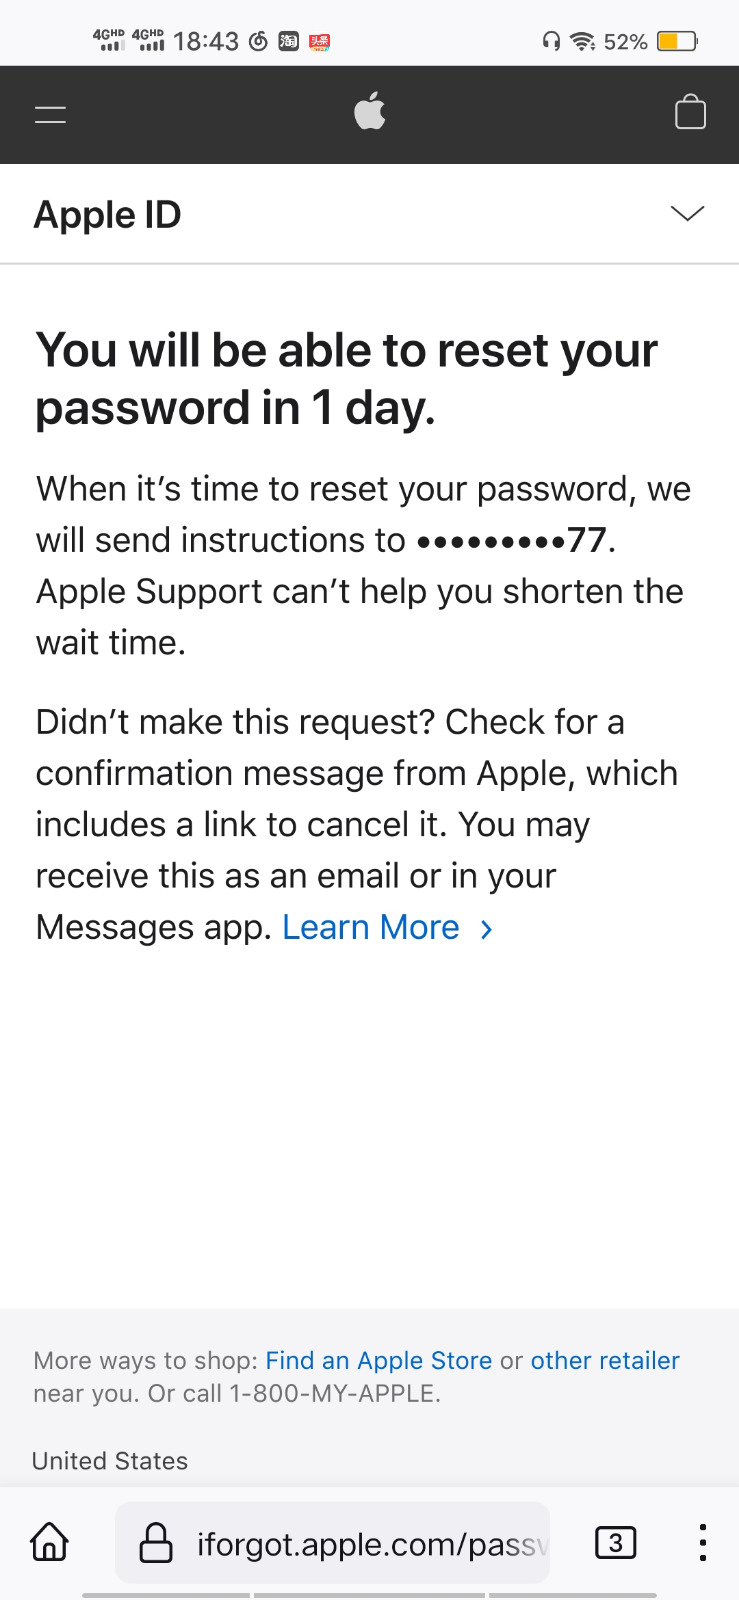 4GHD 4GHD 18:43 淘 头条 52%
Apple ID
You will be able to reset your
password in 1 day.
When it’s time to reset your password, we
will send instructions to •••••••••77.
Apple Support can’t help you shorten the
wait time.
Didn’t make this request? Check for a
confirmation message from Apple, which
includes a link to cancel it. You may
receive this as an email or in your
Messages app. Learn More >
More ways to shop: Find an Apple Store or other retailer
near you. Or call 1-800-MY-APPLE.
United States
iforgot.apple.com/passw 3